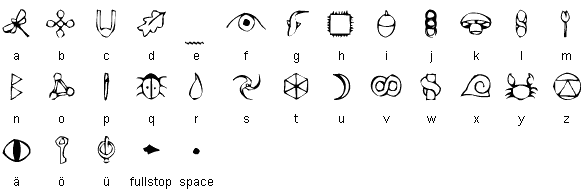 a b c d e f g h i j k l m
n o p q r s t u v w x y z
ä ö ü fullstop space